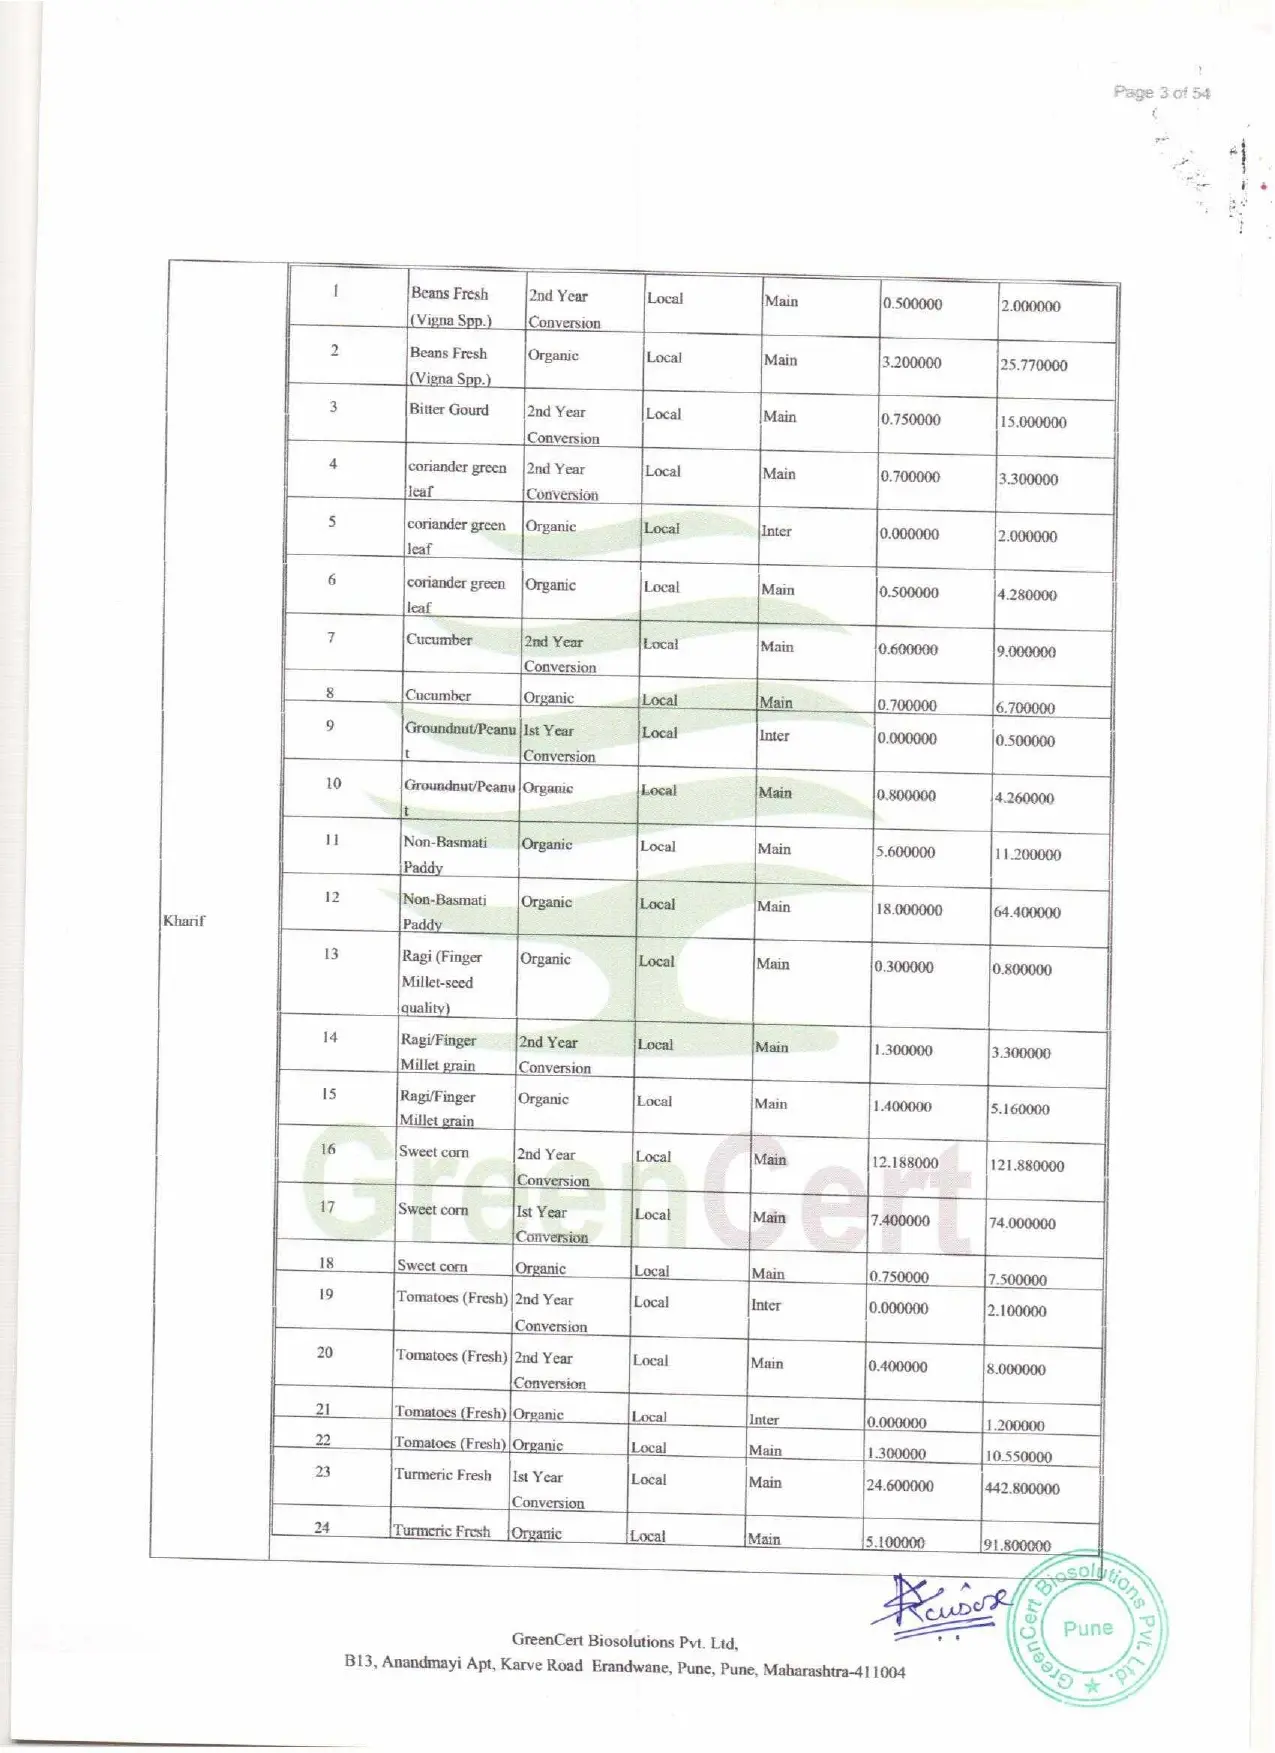 Page 3 of 54
1 Beans Fresh 2nd Year Local Main 0.500000 2.000000
(Vigna Spp.) Conversion
2 Beans Fresh Organic Local Main 3.200000 25.770000
(Vigna Spp.)
3 Bitter Gourd 2nd Year Local Main 0.750000 15.000000
Conversion
4 coriander green 2nd Year Local Main 0.700000 3.300000
leaf Conversion
5 coriander green Organic Local Inter 0.000000 2.000000
leaf
6 coriander green Organic Local Main 0.500000 4.280000
leaf
7 Cucumber 2nd Year Local Main 0.600000 9.000000
Conversion
8 Cucumber Organic Local Main 0.700000 6.700000
9 Groundnut/Peanu 1st Year Local Inter 0.000000 0.500000
t Conversion
10 Groundnut/Peanu Organic Local Main 0.800000 4.260000
t
11 Non-Basmati Organic Local Main 5.600000 11.200000
Paddy
12 Non-Basmati Organic Local Main 18.000000 64.400000
Paddy
Kharif
13 Ragi (Finger Organic Local Main 0.300000 0.800000
Millet-seed
quality)
14 Ragi/Finger 2nd Year Local Main 1.300000 3.300000
Millet grain Conversion
15 Ragi/Finger Organic Local Main 1.400000 5.160000
Millet grain
16 Sweet corn 2nd Year Local Main 12.188000 121.880000
Conversion
GreenCert
17 Sweet corn 1st Year Local Main 7.400000 74.000000
Conversion
18 Sweet corn Organic Local Main 0.750000 7.500000
19 Tomatoes (Fresh) 2nd Year Local Inter 0.000000 2.100000
Conversion
20 Tomatoes (Fresh) 2nd Year Local Main 0.400000 8.000000
Conversion
21 Tomatoes (Fresh) Organic Local Inter 0.000000 1.200000
22 Tomatoes (Fresh) Organic Local Main 1.300000 10.550000
23 Turmeric Fresh 1st Year Local Main 24.600000 442.800000
Conversion
24 Turmeric Fresh Organic Local Main 5.100000 91.800000
GreenCert Biosolutions Pvt. Ltd.
Pune
GreenCert Biosolutions Pvt. Ltd,
B13, Anandmayi Apt, Karve Road Erandwane, Pune, Pune, Maharashtra-411004